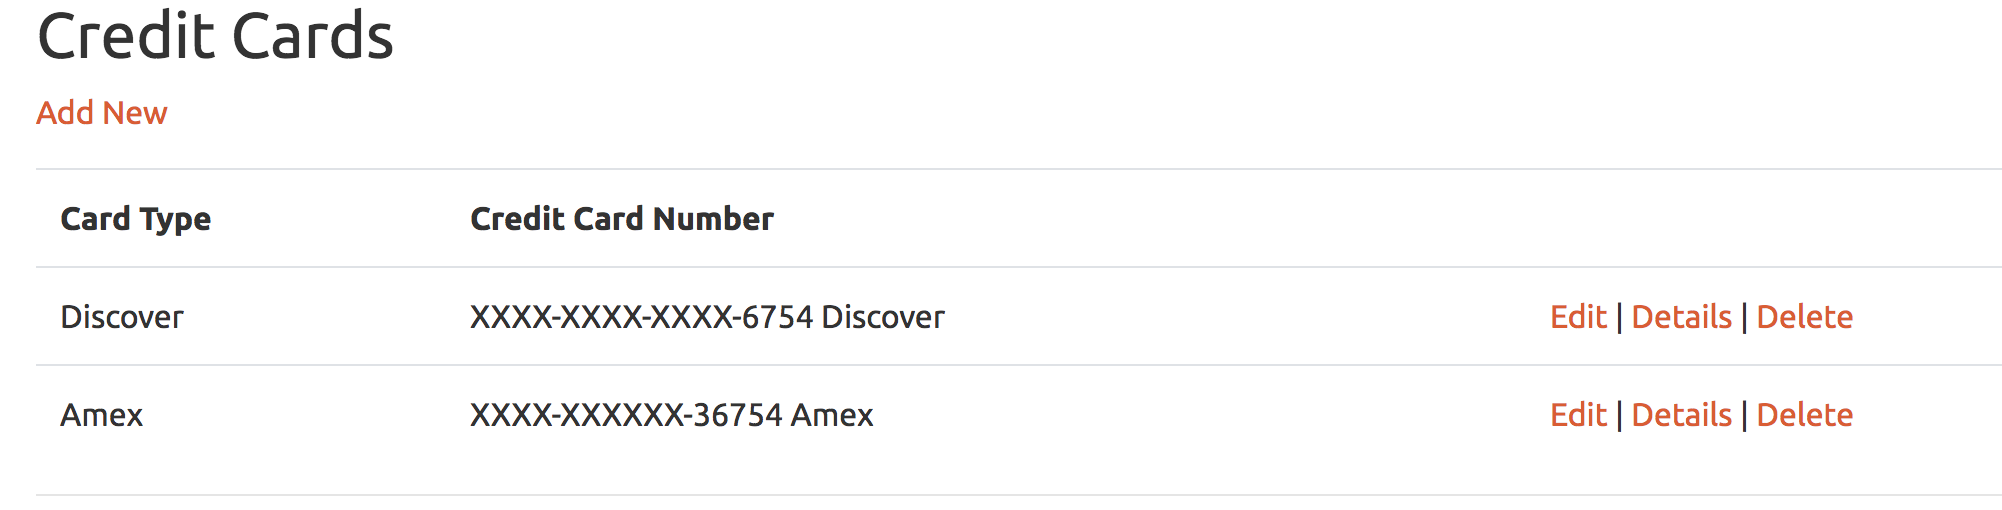 Credit Cards
Add New
Card Type Credit Card Number
Discover XXXX-XXXX-XXXX-6754 Discover Edit | Details | Delete
Amex XXXX-XXXXXX-36754 Amex Edit | Details | Delete